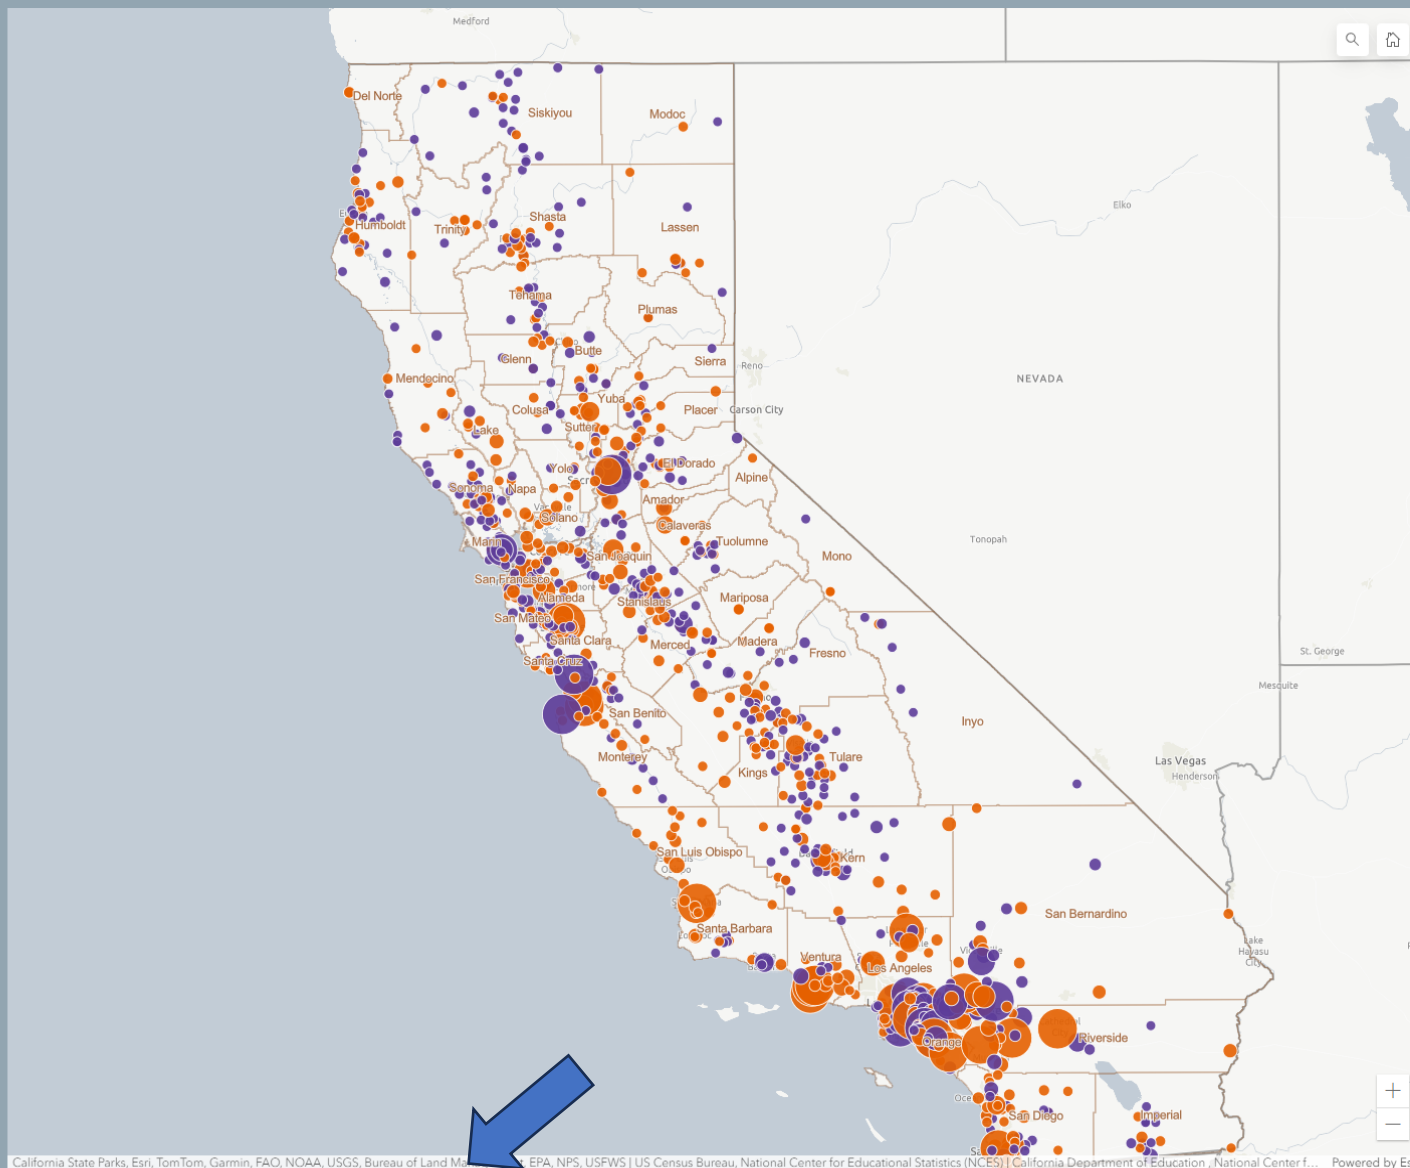 Medford
Del Norte
Siskiyou
Modoc
Elko
Humboldt
Trinity
Shasta
Lassen
Tehama
Plumas
Glenn
Butte
Sierra
Reno
NEVADA
Mendocino
Colusa
Yuba
Placer
Carson City
Lake
Sutter
Yolo
El Dorado
Sonoma
Napa
Alpine
Amador
Solano
Calaveras
Tonopah
Marin
San Joaquin
Tuolumne
Mono
San Francisco
Alameda
Stanislaus
Mariposa
San Mateo
Santa Clara
Merced
Madera
Fresno
St. George
Santa Cruz
Mesquite
San Benito
Inyo
Monterey
Kings
Tulare
Las Vegas
Henderson
San Luis Obispo
Kern
San Bernardino
Santa Barbara
Lake
Havasu
City
Ventura
Los Angeles
Orange
Riverside
San Diego
Imperial
California State Parks, Esri, TomTom, Garmin, FAO, NOAA, USGS, Bureau of Land EPA, NPS, USFWS | US Census Bureau, National Center for Educational Statistics (NCES) | California Department of Education , National Center f... Powered by